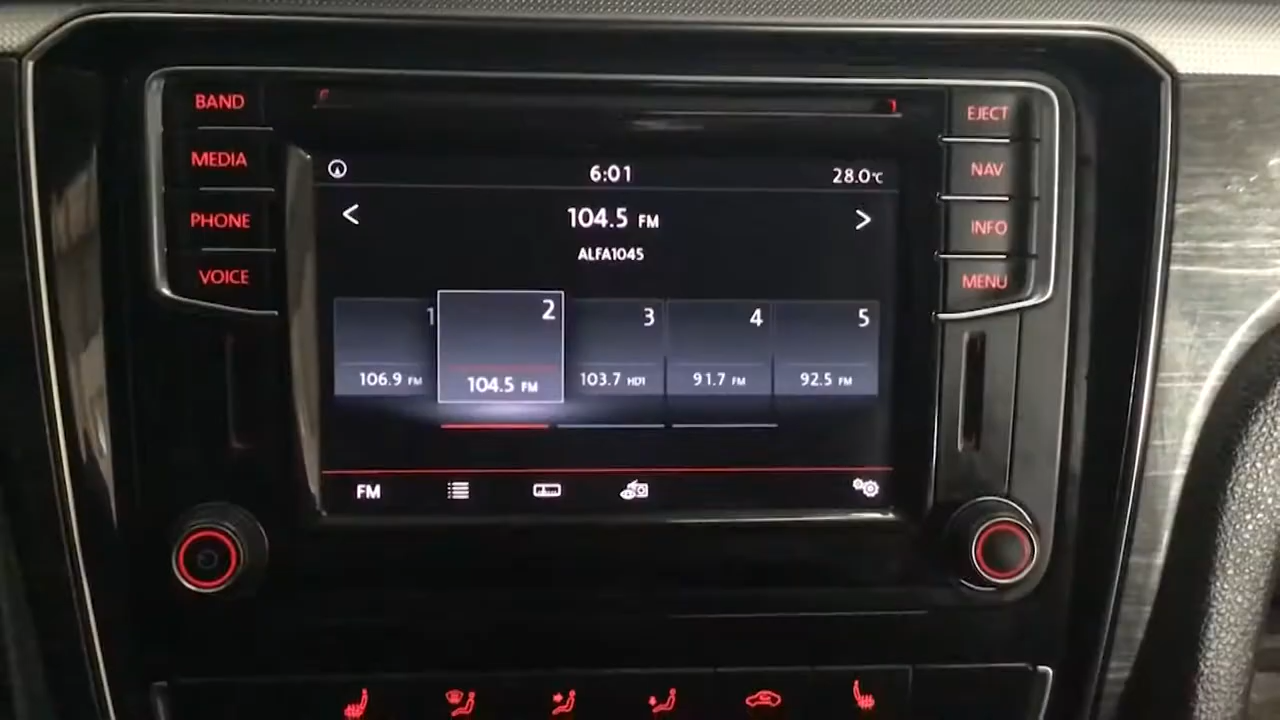 BAND
MEDIA
PHONE
VOICE
EJECT
NAV
INFO
MENU
6:01
28.0°C
< 104.5 FM >
ALFA1045
1 2 3 4 5
106.9 FM 104.5 FM 103.7 HD1 91.7 FM 92.5 FM
FM